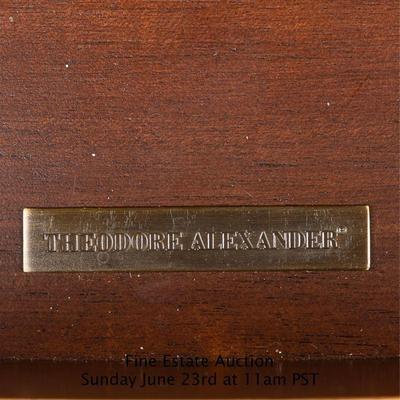 THEODORE ALEXANDER
Fine Estate Auction
Sunday June 23rd at 11am PST